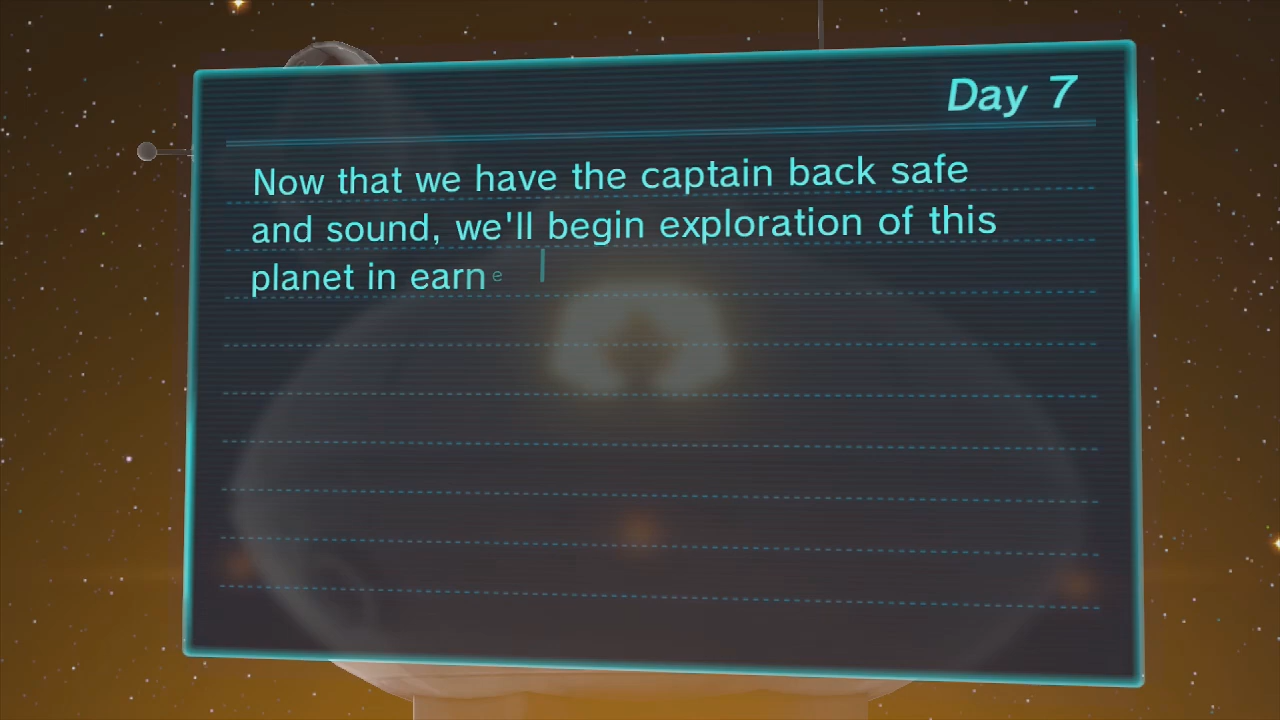 Day 7
Now that we have the captain back safe
and sound, we'll begin exploration of this
planet in earne